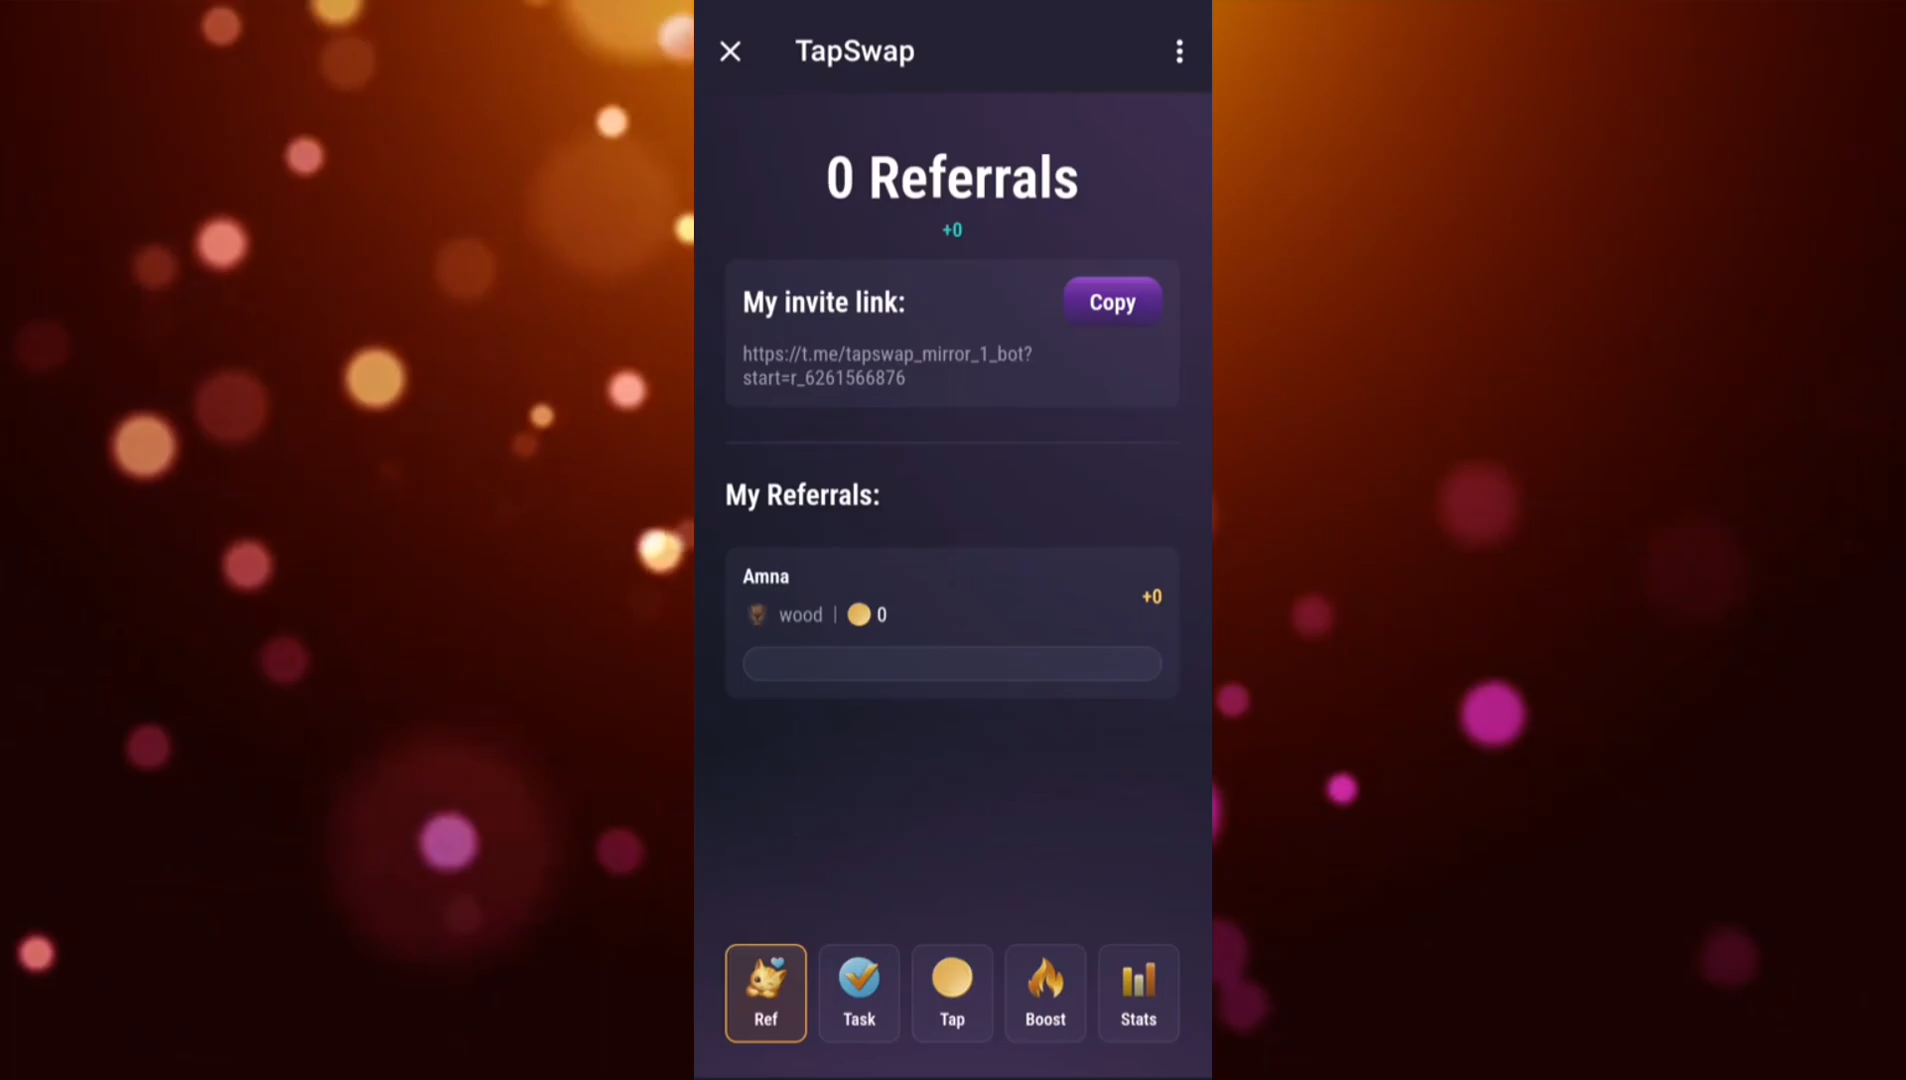 TapSwap
0 Referrals
+0
My invite link:
Copy
https://t.me/tapswap_mirror_1_bot?
start=r_6261566876
My Referrals:
Amna
+0
wood | 0
Ref
Task
Tap
Boost
Stats